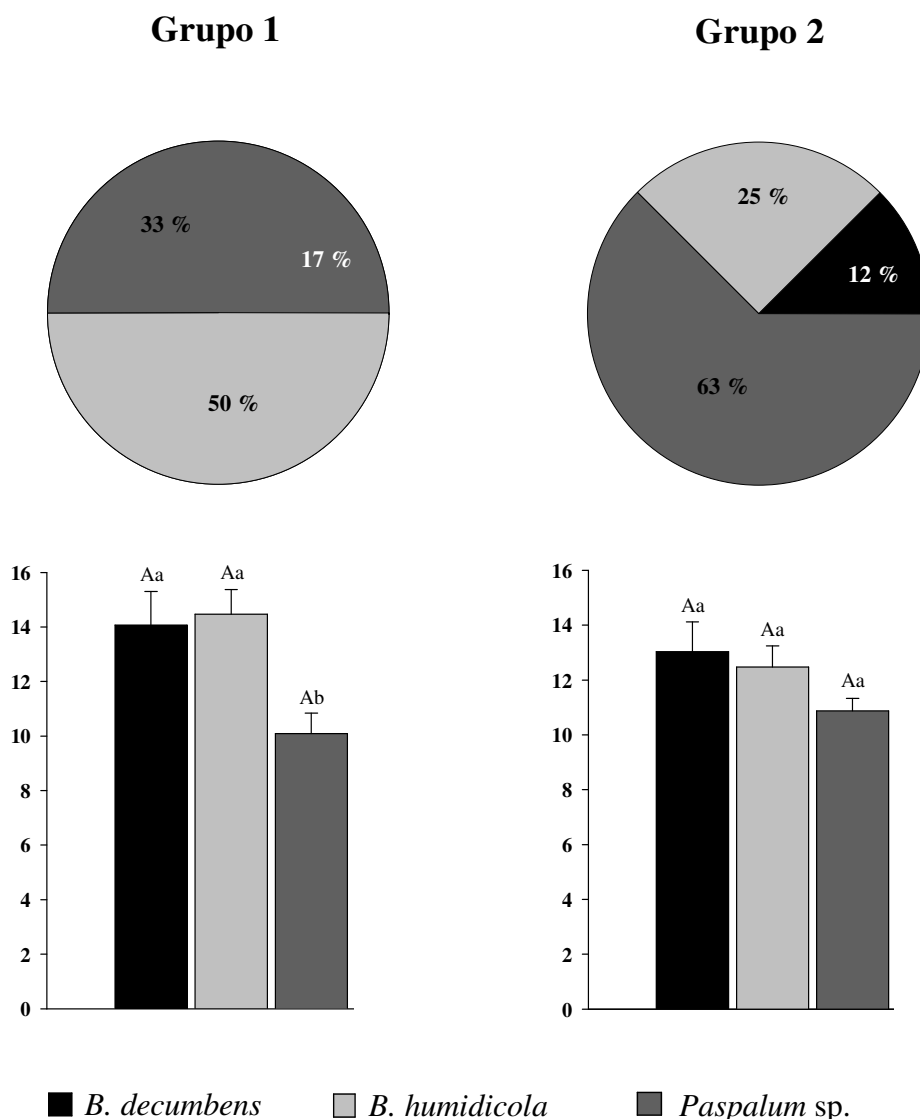 Grupo 1
Grupo 2
33 %
17 %
50 %
25 %
12 %
63 %
16
14
12
10
8
6
4
2
0
Aa
Aa
Ab
16
14
12
10
8
6
4
2
0
Aa
Aa
Aa
B. decumbens
B. humidicola
Paspalum sp.